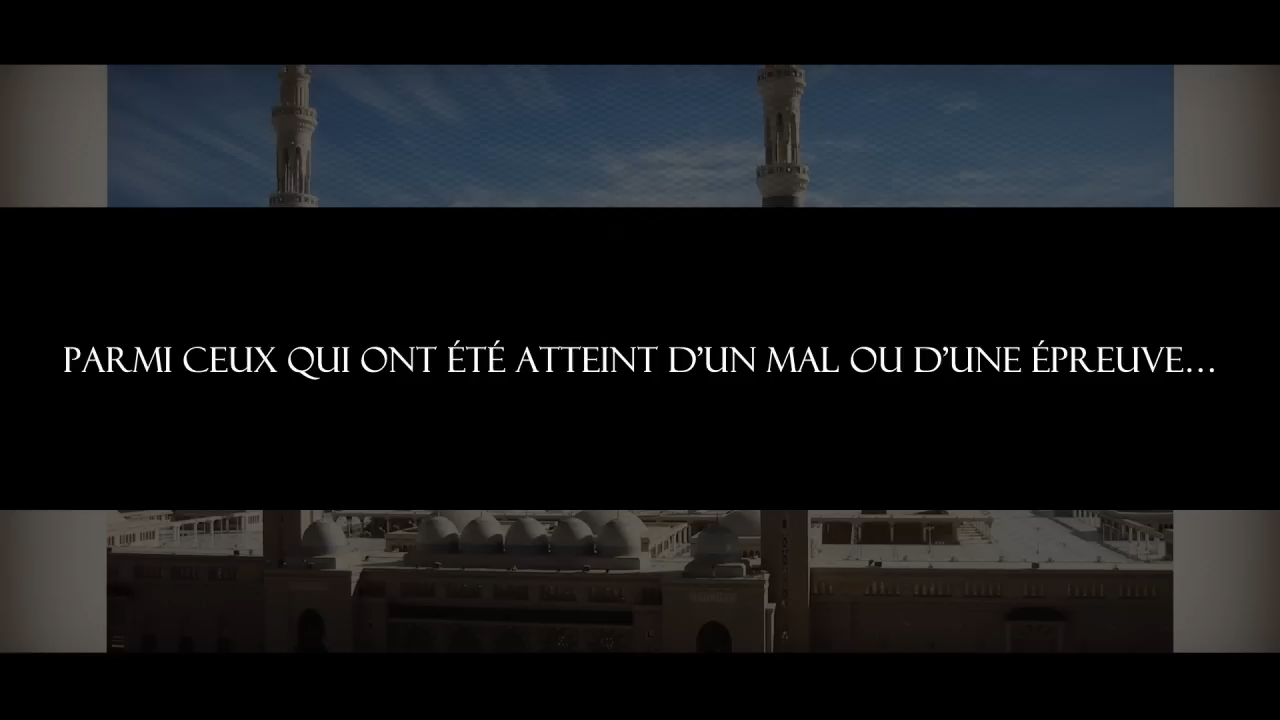 PARMI CEUX QUI ONT ÉTÉ ATTEINT D’UN MAL OU D’UNE ÉPREUVE…